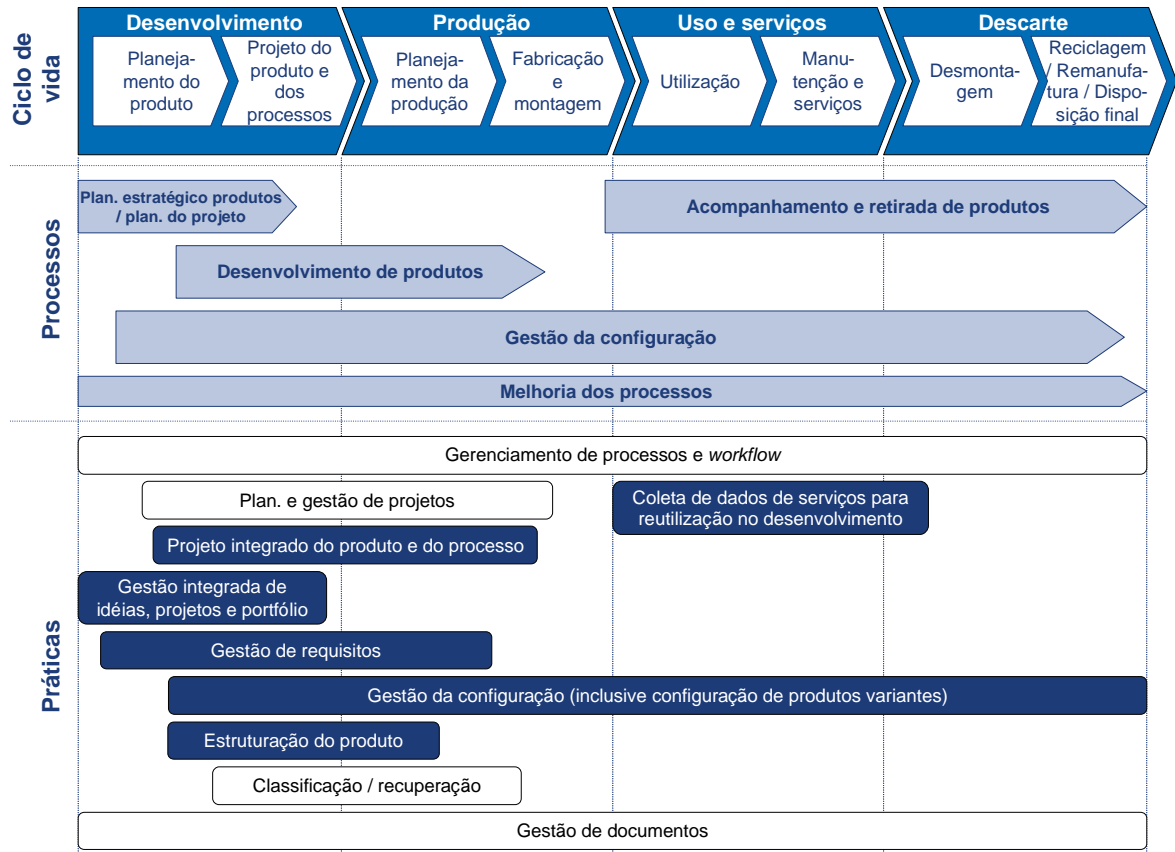 Desenvolvimento
Produção
Uso e serviços
Descarte
Ciclo de
vida
Planeja-
mento do
produto
Projeto do
produto e
dos
processos
Planeja-
mento da
produção
Fabricação
e
montagem
Utilização
Manu-
tenção e
serviços
Desmonta-
gem
Reciclagem
/ Remanufa-
tura / Dispo-
sição final
Processos
Plan. estratégico produtos
/ plan. do projeto
Acompanhamento e retirada de produtos
Desenvolvimento de produtos
Gestão da configuração
Melhoria dos processos
Práticas
Gerenciamento de processos e workflow
Plan. e gestão de projetos
Coleta de dados de serviços para
reutilização no desenvolvimento
Projeto integrado do produto e do processo
Gestão integrada de
idéias, projetos e portfólio
Gestão de requisitos
Gestão da configuração (inclusive configuração de produtos variantes)
Estruturação do produto
Classificação / recuperação
Gestão de documentos